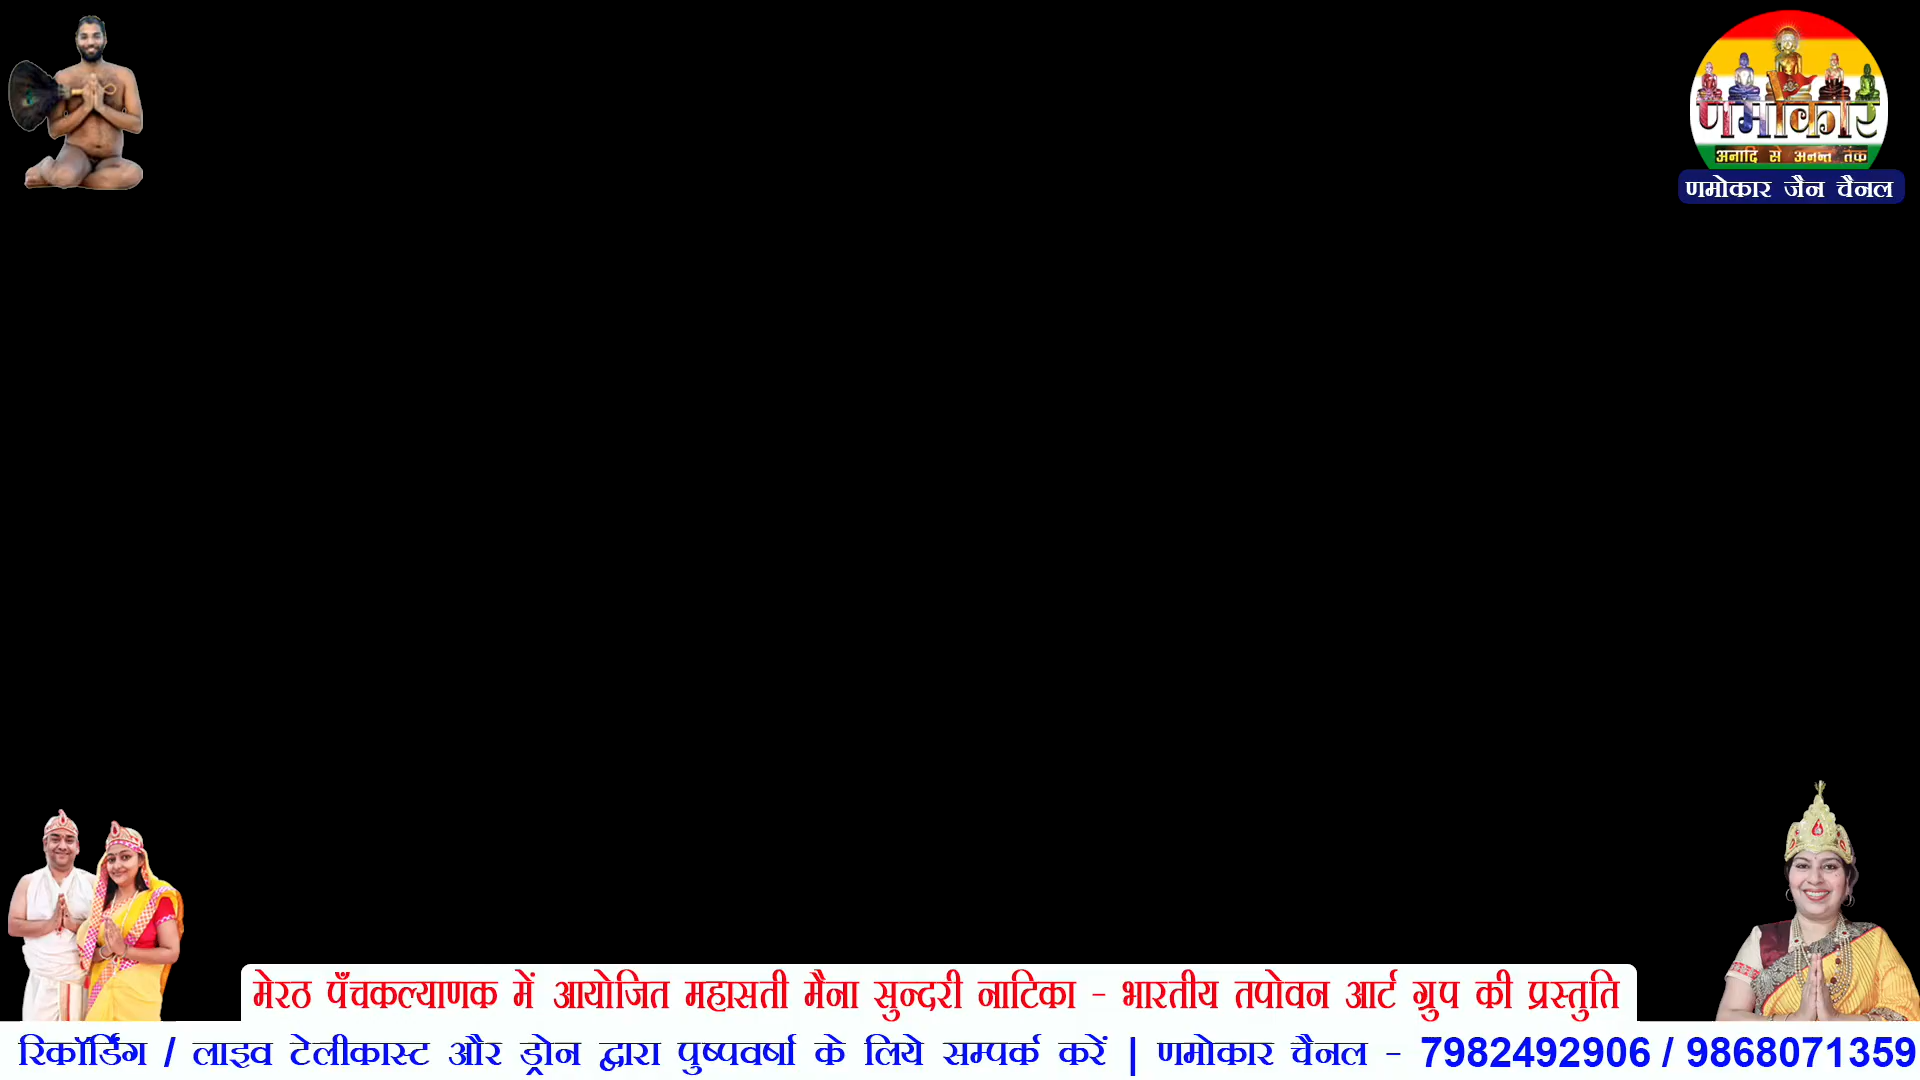 णमोकार
अनादि से अनन्त तक
णमोकार जैन चैनल
मेरठ पँचकल्याणक में आयोजित महासती मैना सुन्दरी नाटिका - भारतीय तपोवन आर्ट ग्रुप की प्रस्तुति
रिकॉर्डिंग / लाइव टेलीकास्ट और ड्रोन द्वारा पुष्पवर्षा के लिये सम्पर्क करें | णमोकार चैनल - 7982492906 / 9868071359